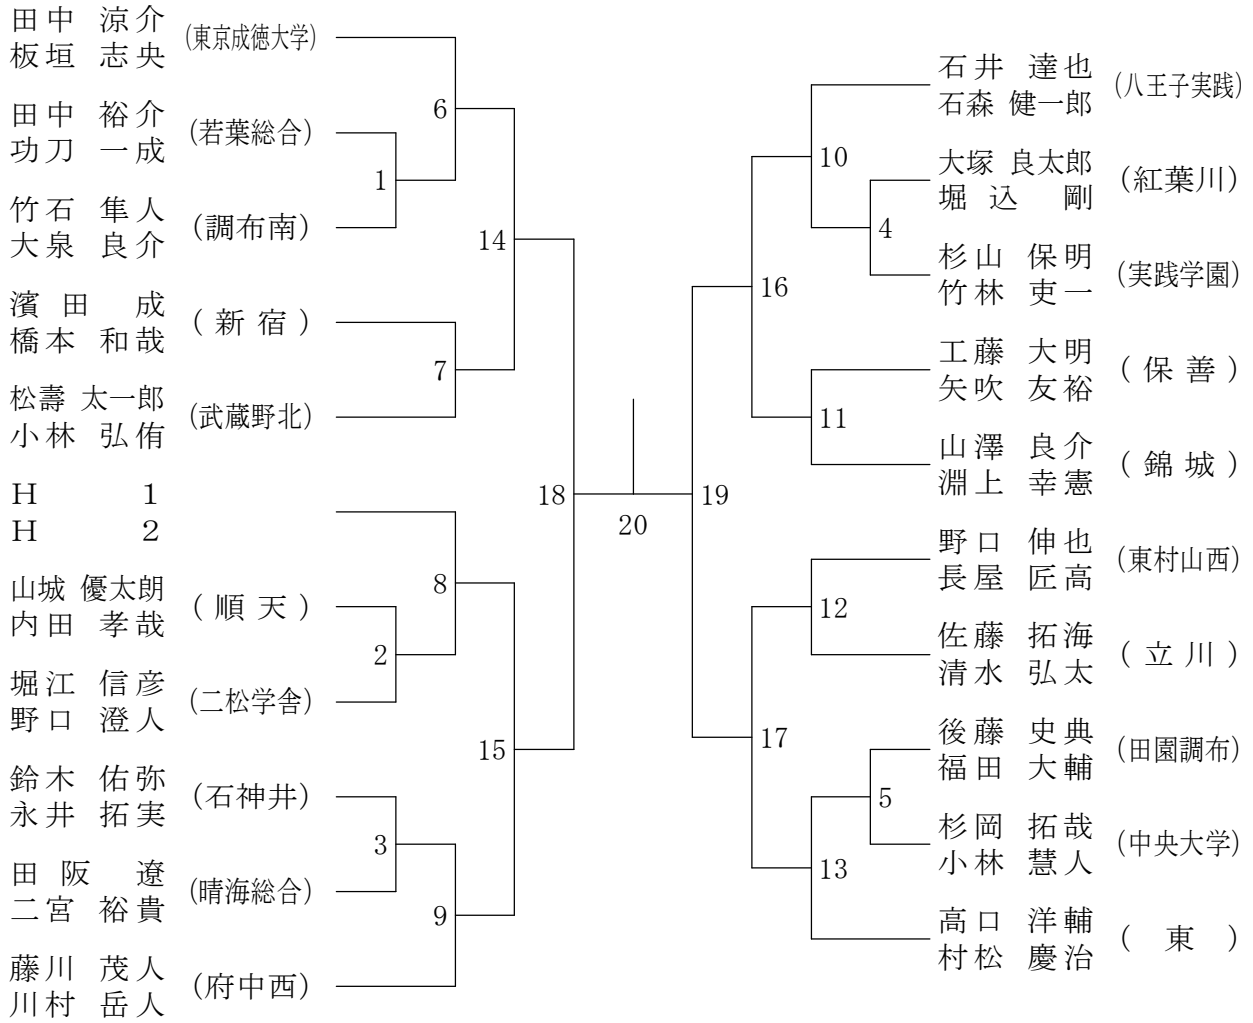 田中 涼介
板垣 志央
(東京成徳大学)
田中 裕介
功刀 一成
(若葉総合)
竹石 隼人
大泉 良介
(調布南)
濱田 成
橋本 和哉
(新宿)
松壽 太一郎
小林 弘侑
(武蔵野北)
H 1
H 2
山城 優太朗
内田 孝哉
(順天)
堀江 信彦
野口 澄人
(二松学舎)
鈴木 佑弥
永井 拓実
(石神井)
田阪 遼
二宮 裕貴
(晴海総合)
藤川 茂人
川村 岳人
(府中西)
6
1
14
7
18
8
2
15
3
9
20
19
10
4
16
11
12
17
5
13
石井 達也
石森 健一郎
(八王子実践)
大塚 良太郎
堀込 剛
(紅葉川)
杉山 保明
竹林 吏一
(実践学園)
工藤 大明
矢吹 友裕
(保善)
山澤 良介
淵上 幸憲
(錦城)
野口 伸也
長屋 匠高
(東村山西)
佐藤 拓海
清水 弘太
(立川)
後藤 史典
福田 大輔
(田園調布)
杉岡 拓哉
小林 慧人
(中央大学)
高口 洋輔
村松 慶治
(東)